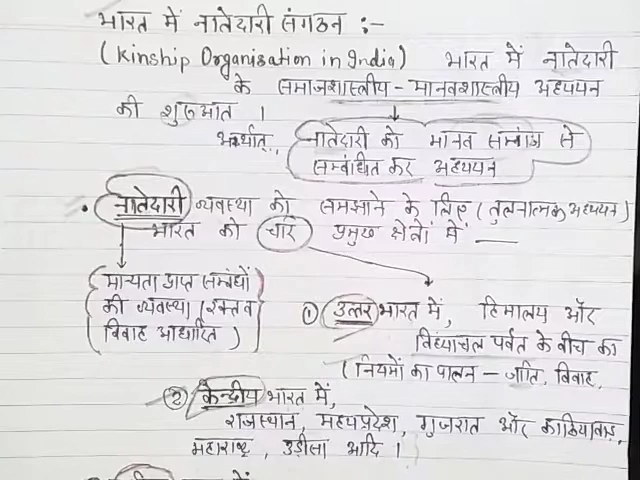 भारत में नातेदारी संगठन :-
(Kinship Organisation in India) भारत में नातेदारी
के समाजशास्त्रीय - मानवशास्त्रीय अध्ययन
की शुरुआत ।
अर्थात्, नातेदारी को मानव सम्बंध से
सम्बंधित कर अध्ययन
• नातेदारी व्यवस्था को समझाने के लिए (तुलनात्मक अध्ययन)
भारत को चार प्रमुख क्षेत्रों में —
मान्यता प्राप्त सम्बंधों
की व्यवस्था (रक्त व
विवाह आधारित)
① उत्तर भारत में, हिमालय और
विंध्याचल पर्वत के बीच का
(नियमों का पालन - जाति, विवाह,
② केन्द्रीय भारत में,
राजस्थान, मध्यप्रदेश, गुजरात और काठियावाड़,
महाराष्ट्र, उड़ीसा आदि ।